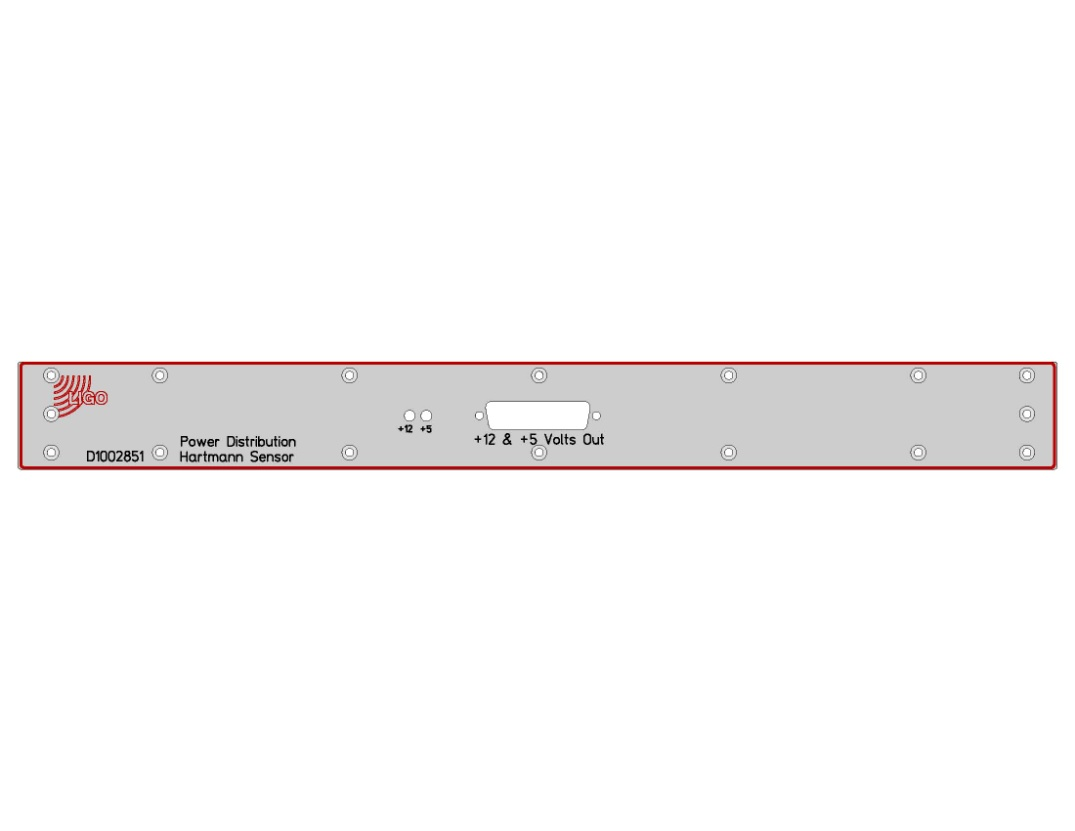 LIGO
+12 +5
+12 & +5 Volts Out
Power Distribution
D1002851 Hartmann Sensor